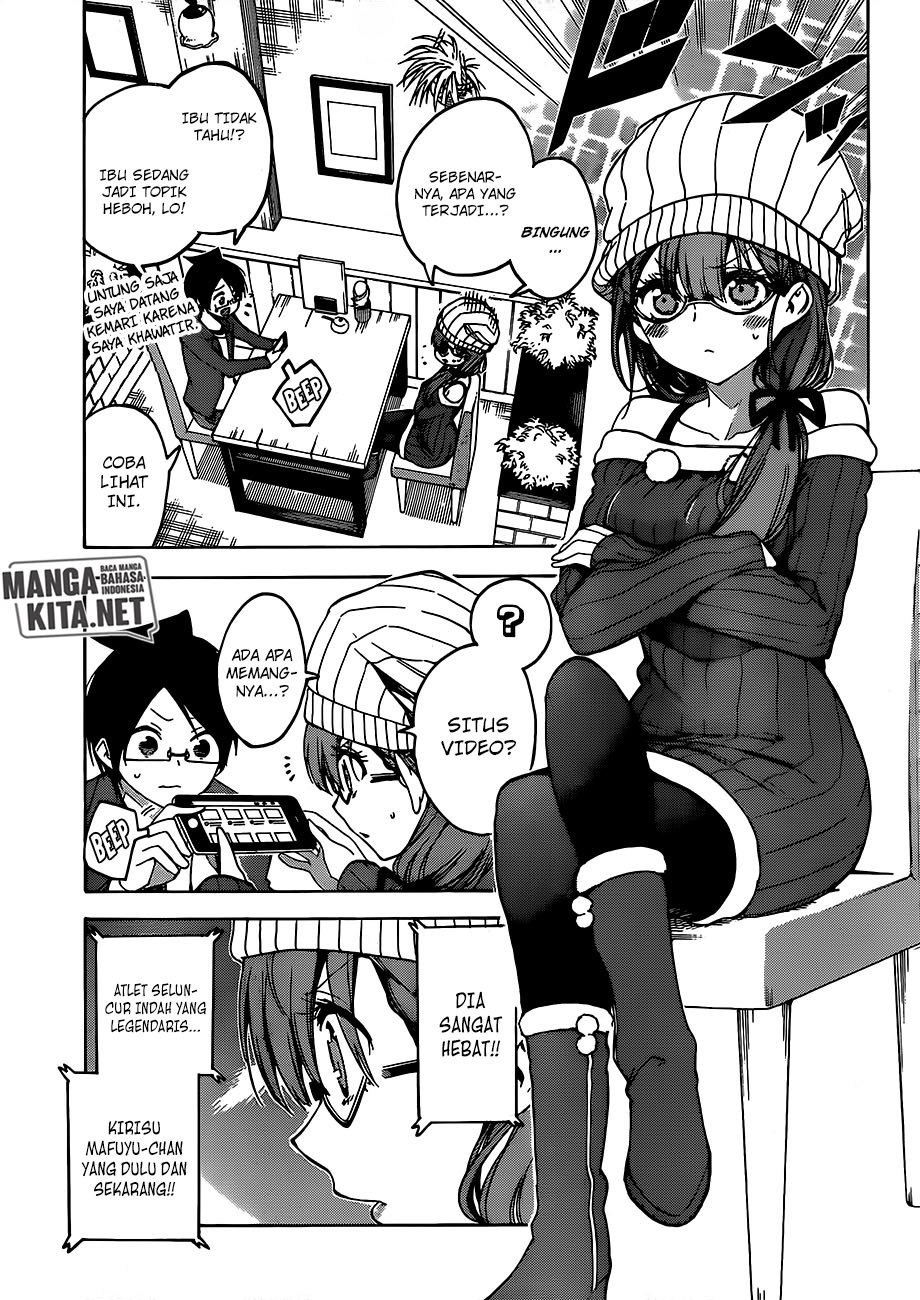 ドドン
IBU TIDAK
TAHU!?
IBU SEDANG
JADI TOPIK
HEBOH, LO!
SEBENAR-
NYA, APA YANG
TERJADI...?
BINGUNG
...
UNTUNG SAJA
SAYA DATANG
KEMARI KARENA
SAYA KHAWATIR.
BEEP
COBA
LIHAT
INI.
MANGA
KITA.NET
BACA MANGA
BAHASA
INDONESIA
?
ADA APA
MEMANG-
NYA...?
SITUS
VIDEO?
BEEP
ATLET SELUN-
CUR INDAH YANG
LEGENDARIS...
DIA
SANGAT
HEBAT!!
KIRISU
MAFUYU-CHAN
YANG DULU DAN
SEKARANG!!